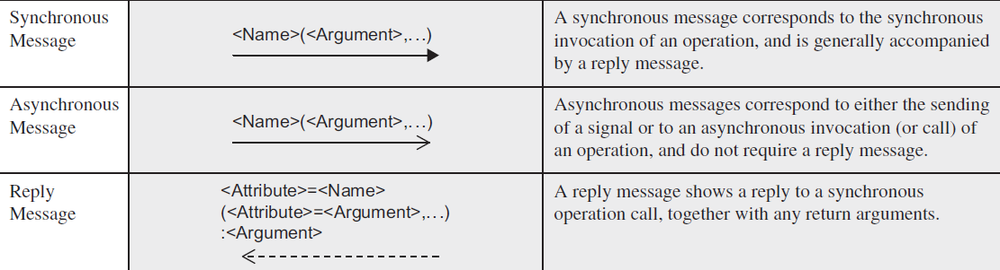 Synchronous
Message
<Name>(<Argument>,...)
A synchronous message corresponds to the synchronous
invocation of an operation, and is generally accompanied
by a reply message.
Asynchronous
Message
<Name>(<Argument>,...)
Asynchronous messages correspond to either the sending
of a signal or to an asynchronous invocation (or call) of
an operation, and do not require a reply message.
Reply
Message
<Attribute>=<Name>
(<Attribute>=<Argument>,...)
:<Argument>
A reply message shows a reply to a synchronous
operation call, together with any return arguments.